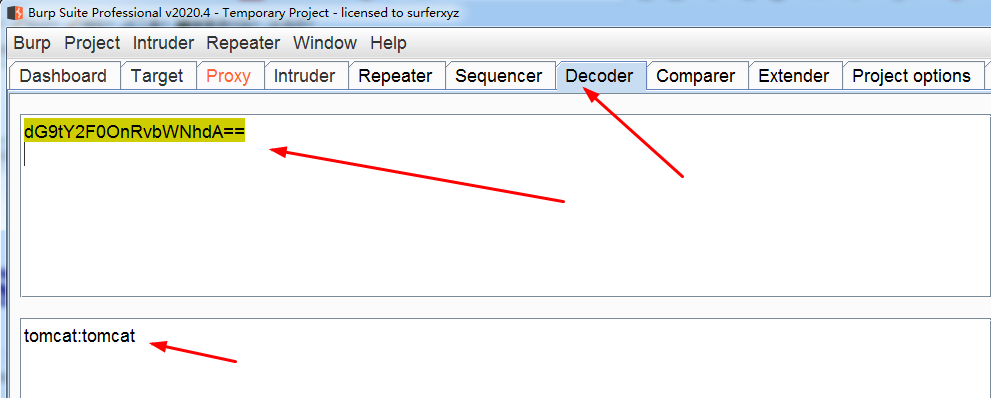 Burp Suite Professional v2020.4 - Temporary Project - licensed to surferxyz
Burp Project Intruder Repeater Window Help
Dashboard Target Proxy Intruder Repeater Sequencer Decoder Comparer Extender Project options
dG9tY2F0OnRvbWNhdA==
tomcat:tomcat